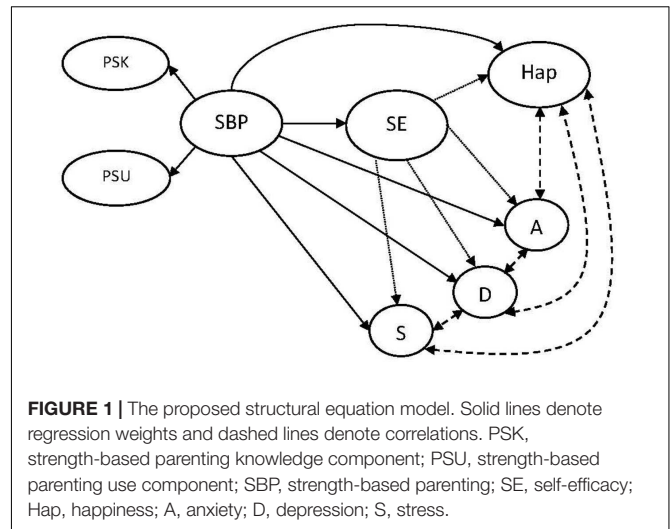 PSK
Hap
SBP
SE
PSU
A
D
S
FIGURE 1 | The proposed structural equation model. Solid lines denote
regression weights and dashed lines denote correlations. PSK,
strength-based parenting knowledge component; PSU, strength-based
parenting use component; SBP, strength-based parenting; SE, self-efficacy;
Hap, happiness; A, anxiety; D, depression; S, stress.